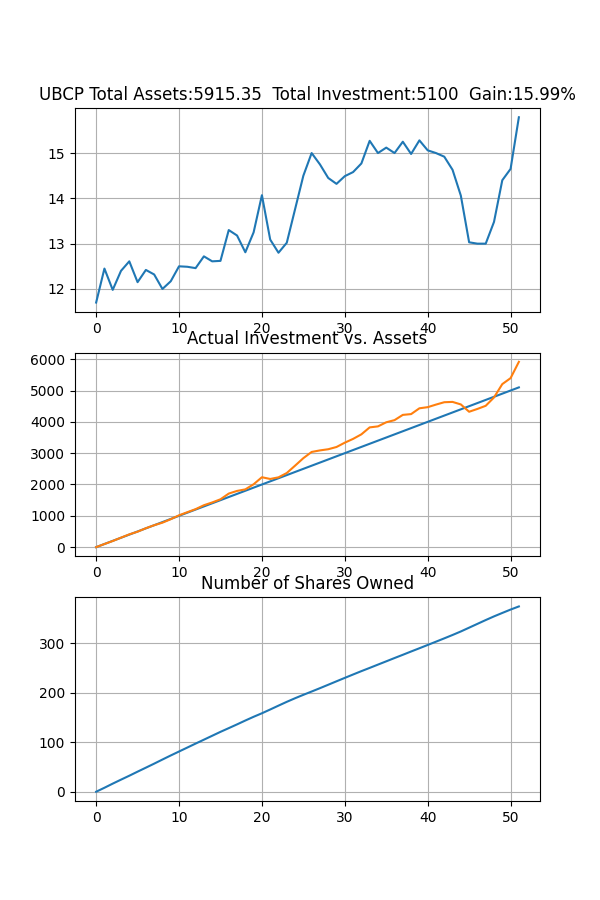 UBCP Total Assets:5915.35  Total Investment:5100  Gain:15.99%
15
14
13
12
0 10 20 30 40 50
Actual Investment vs. Assets
6000
5000
4000
3000
2000
1000
0
0 10 20 30 40 50
Number of Shares Owned
300
200
100
0
0 10 20 30 40 50